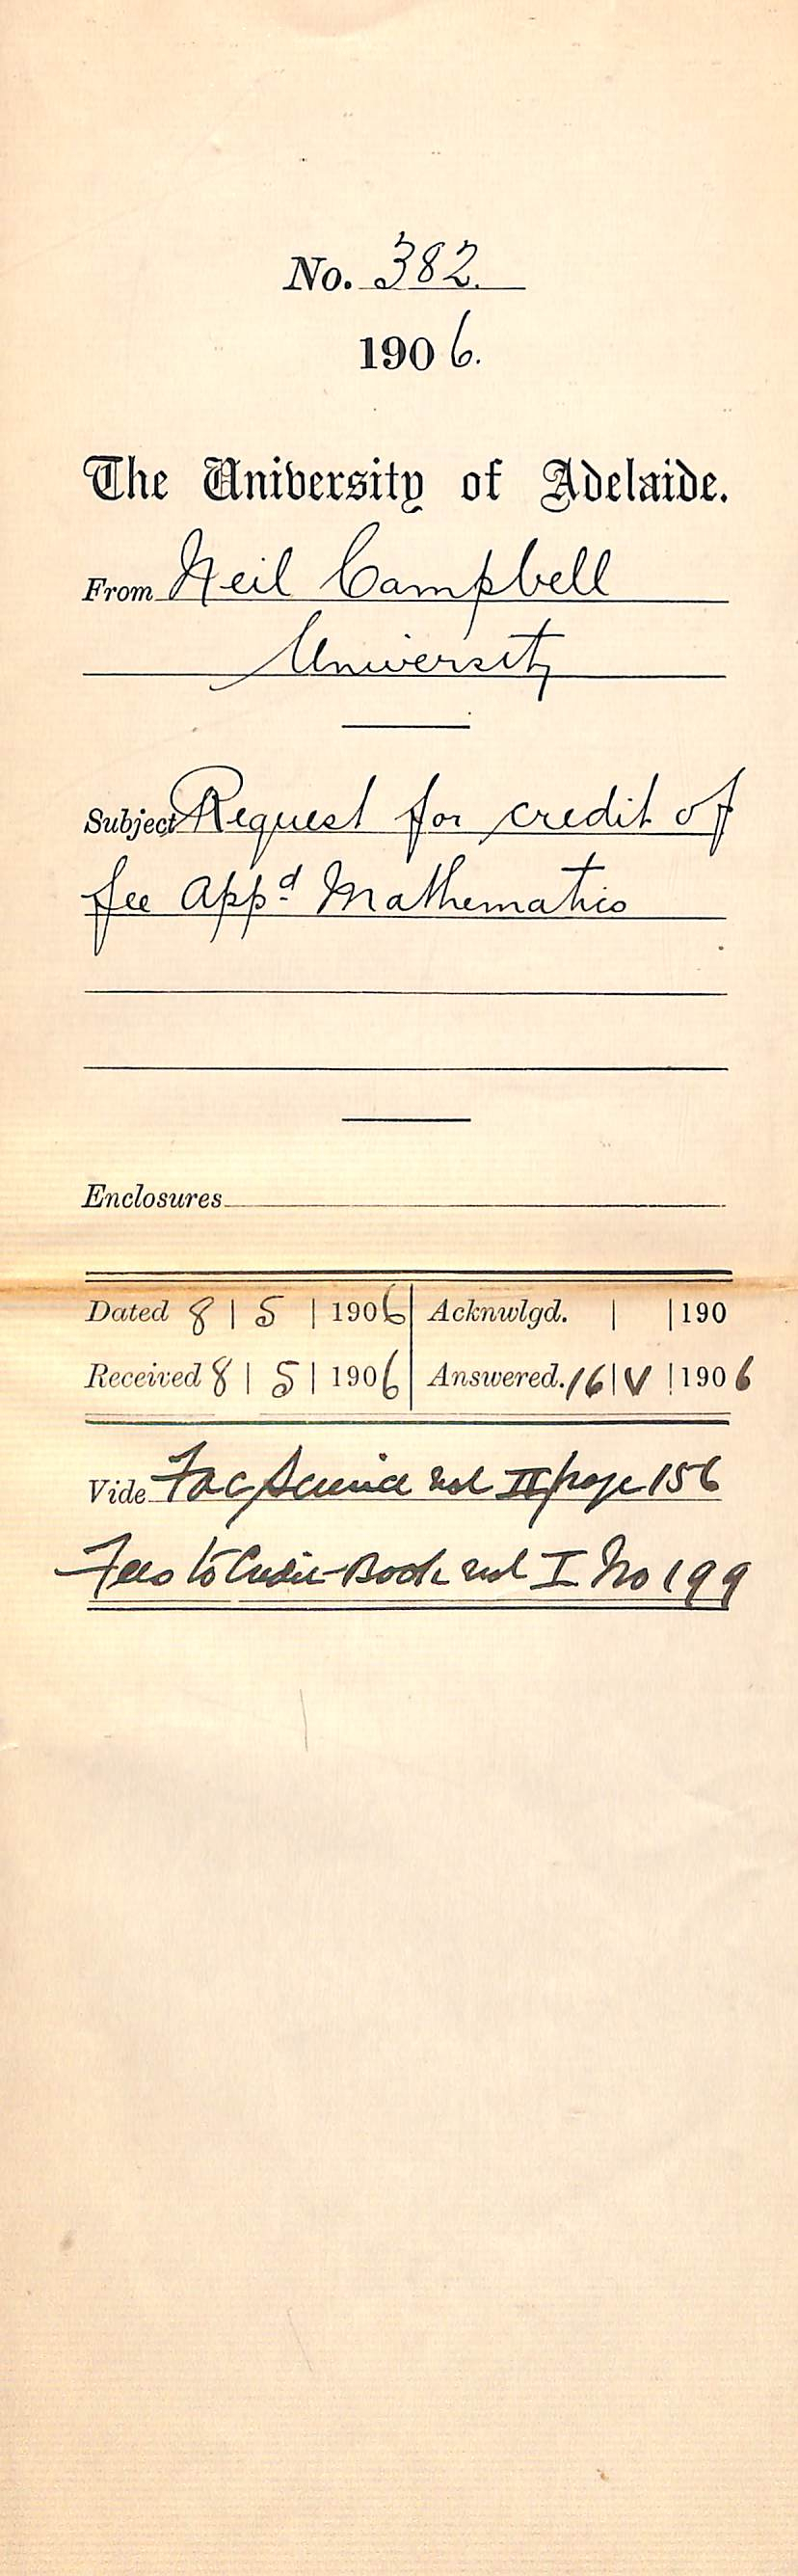 No. 382.
1906.
The University of Adelaide.
From Neil Campbell
University
Subject Request for credit of
fee Appd Mathematics
Enclosures
Dated 8 | 5 | 1906 Acknwlgd. | | 190
Received 8 | 5 | 1906 Answered. 16 | V | 1906
Vide Fac Science vol II page 156
Fees to Credit Book vol I No 199